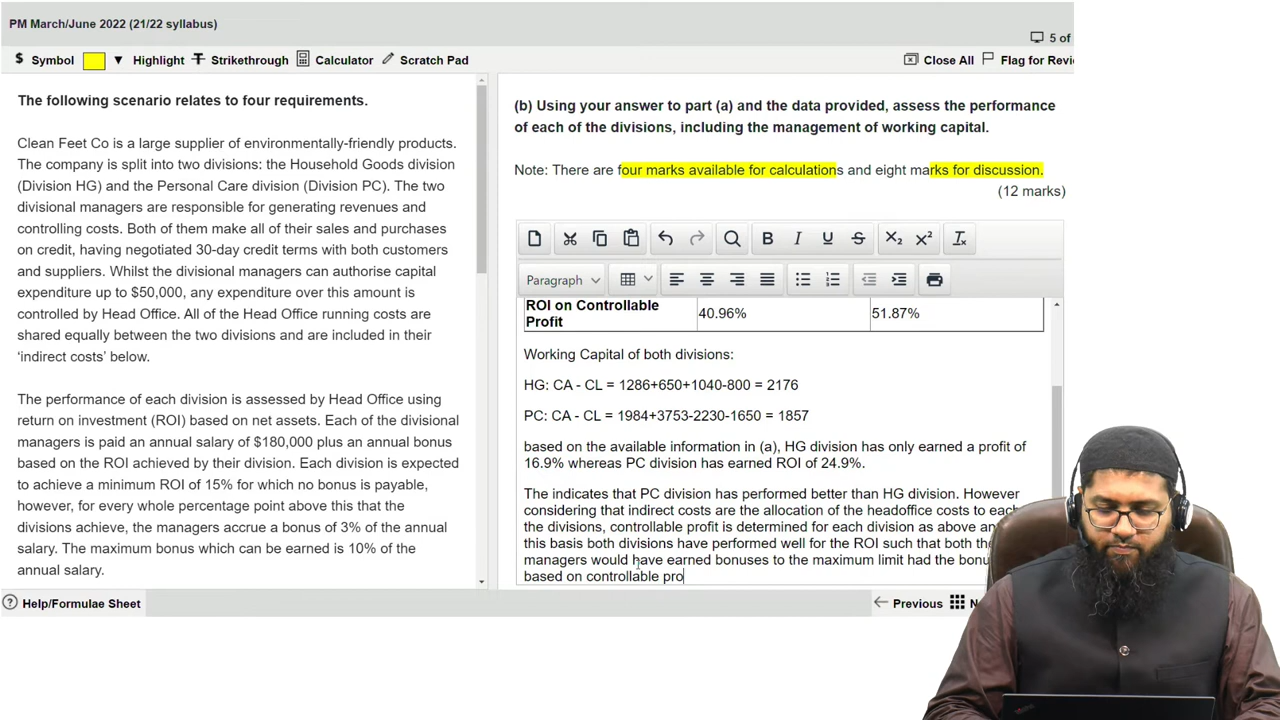 PM March/June 2022 (21/22 syllabus)
5 of
$ Symbol ▼ Highlight Strikethrough Calculator Scratch Pad
Close All Flag for Revie
The following scenario relates to four requirements.
Clean Feet Co is a large supplier of environmentally-friendly products.
The company is split into two divisions: the Household Goods division
(Division HG) and the Personal Care division (Division PC). The two
divisional managers are responsible for generating revenues and
controlling costs. Both of them make all of their sales and purchases
on credit, having negotiated 30-day credit terms with both customers
and suppliers. Whilst the divisional managers can authorise capital
expenditure up to $50,000, any expenditure over this amount is
controlled by Head Office. All of the Head Office running costs are
shared equally between the two divisions and are included in their
'indirect costs' below.
The performance of each division is assessed by Head Office using
return on investment (ROI) based on net assets. Each of the divisional
managers is paid an annual salary of $180,000 plus an annual bonus
based on the ROI achieved by their division. Each division is expected
to achieve a minimum ROI of 15% for which no bonus is payable,
however, for every whole percentage point above this that the
divisions achieve, the managers accrue a bonus of 3% of the annual
salary. The maximum bonus which can be earned is 10% of the
annual salary.
(b) Using your answer to part (a) and the data provided, assess the performance
of each of the divisions, including the management of working capital.
Note: There are four marks available for calculations and eight marks for discussion.
(12 marks)
B I U S X₂ X² Tx
Paragraph
ROI on Controllable
Profit
40.96%
51.87%
Working Capital of both divisions:
HG: CA - CL = 1286+650+1040-800 = 2176
PC: CA - CL = 1984+3753-2230-1650 = 1857
based on the available information in (a), HG division has only earned a profit of
16.9% whereas PC division has earned ROI of 24.9%.
The indicates that PC division has performed better than HG division. However
considering that indirect costs are the allocation of the headoffice costs to each
the divisions, controllable profit is determined for each division as above an
this basis both divisions have performed well for the ROI such that both the
managers would have earned bonuses to the maximum limit had the bonu
based on controllable pro
Help/Formulae Sheet
Previous N